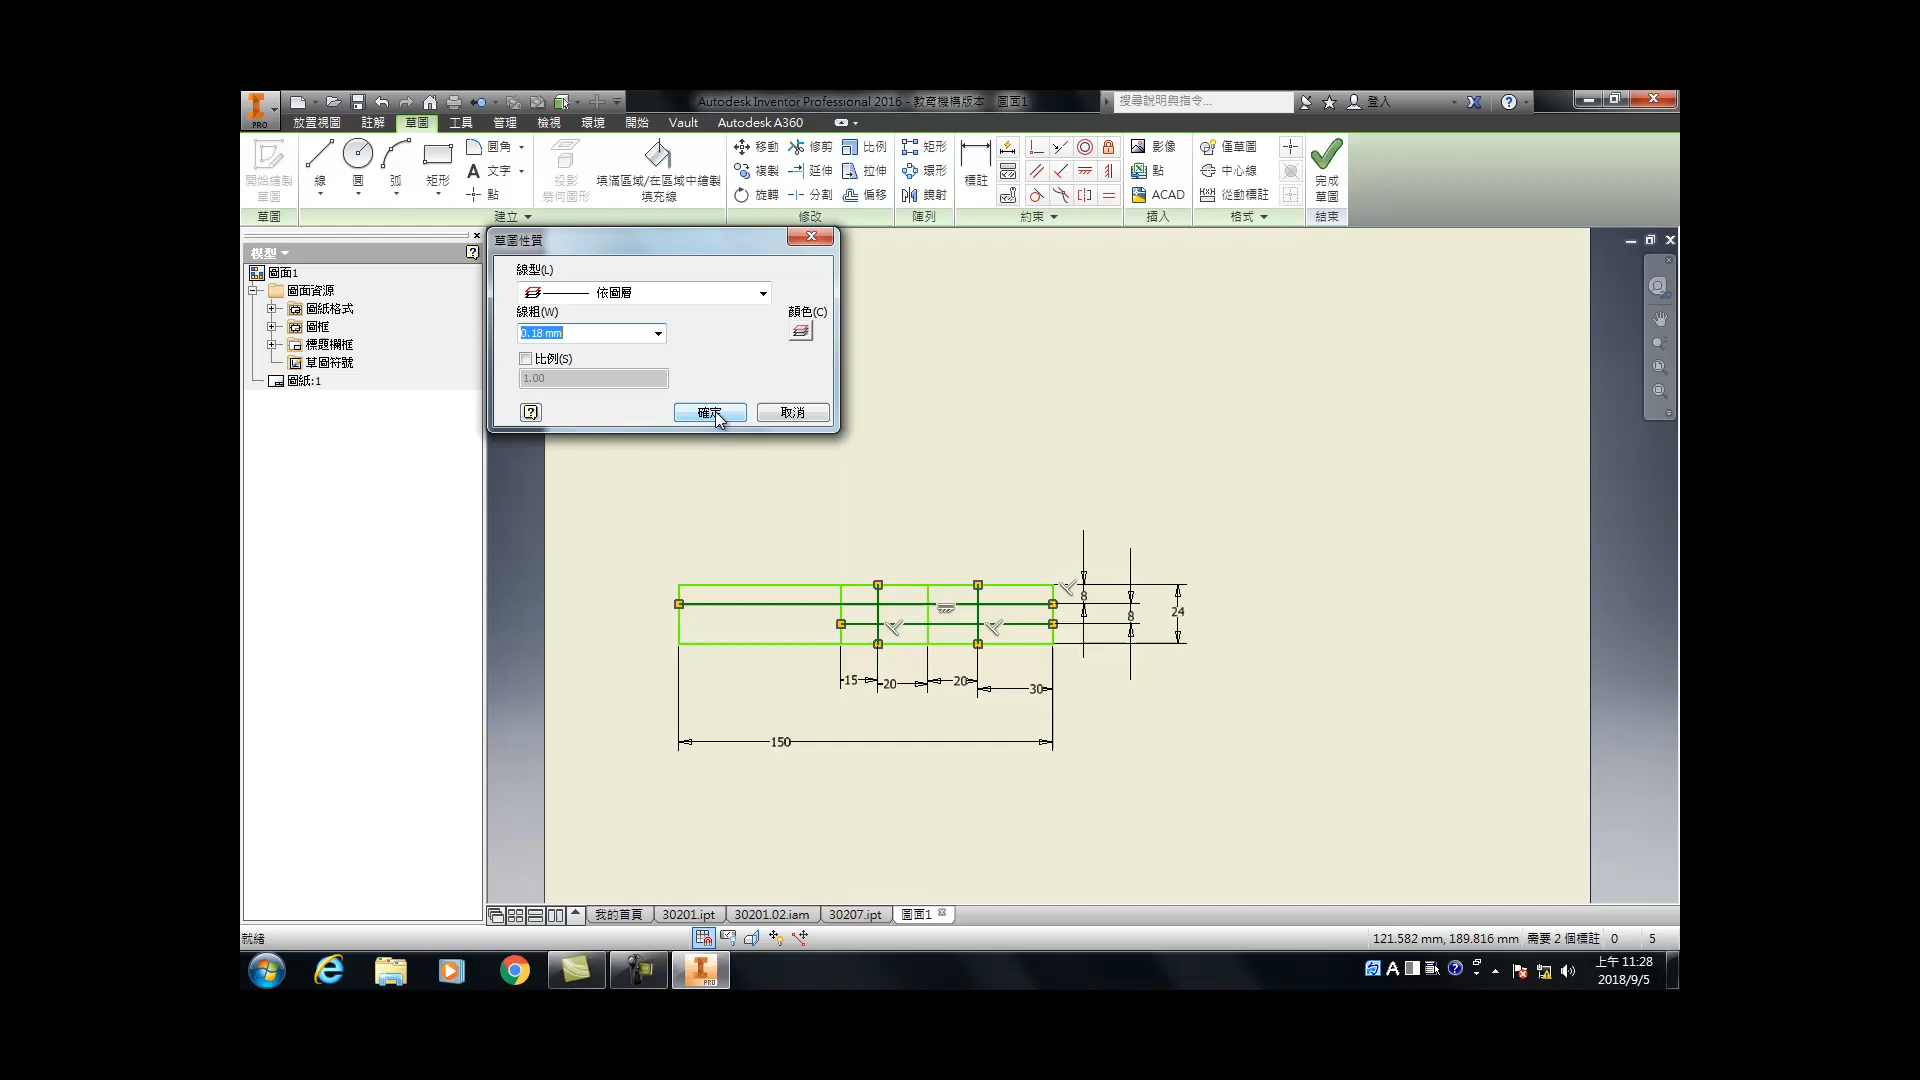 Autodesk Inventor Professional 2016 - 教育機構版本 圖面1
搜尋說明與指令...
登入
PRO
放置視圖 註解 草圖 工具 管理 檢視 環境 開始 Vault Autodesk A360
開始繪製草圖
線 圓 弧 矩形
圓角
文字
點
投影幾何圖形
填滿區域/在區域中繪製填充線
移動 修剪 比例
複製 延伸 拉伸
旋轉 分割 偏移
矩形
環形
鏡射
標註
影像
點
ACAD
僅草圖
中心線
從動標註
完成草圖
草圖 建立 修改 陣列 約束 插入 格式 結束
模型
圖面1
圖面資源
圖紙格式
圖框
標題欄框
草圖符號
圖紙:1
草圖性質
線型(L)
依圖層
線粗(W)
顏色(C)
0.18 mm
比例(S)
1.00
確定
取消
8
8
24
15
20
20
30
150
我的首頁 30201.ipt 30201.02.iam 30207.ipt 圖面1
就緒
121.582 mm, 189.816 mm 需要 2 個標註 0 5
PRO
A
上午 11:28
2018/9/5